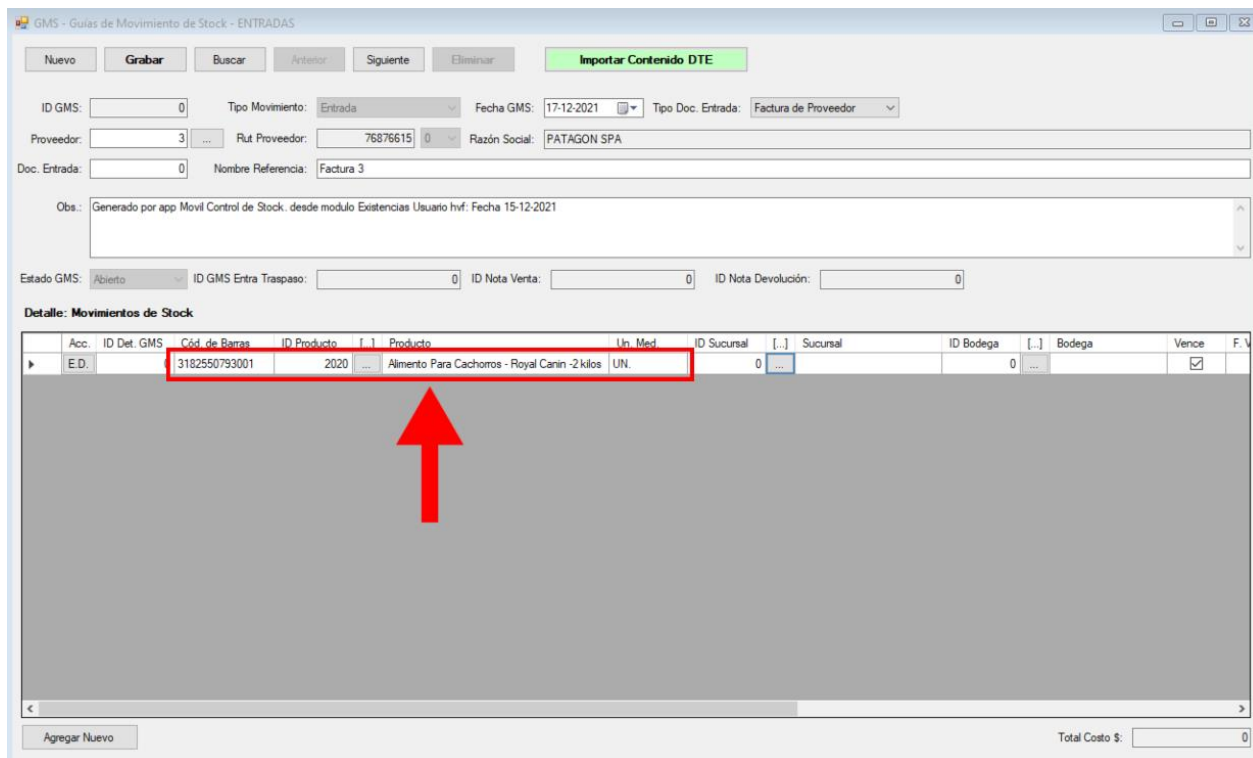 GMS - Guías de Movimiento de Stock - ENTRADAS
Nuevo Grabar Buscar Anterior Siguiente Eliminar Importar Contenido DTE
ID GMS: 0 Tipo Movimiento: Entrada Fecha GMS: 17-12-2021 Tipo Doc. Entrada: Factura de Proveedor
Proveedor: 3 ... Rut Proveedor: 76876615 0 Razón Social: PATAGON SPA
Doc. Entrada: 0 Nombre Referencia: Factura 3
Obs.: Generado por app Movil Control de Stock. desde modulo Existencias Usuario hvf: Fecha 15-12-2021
Estado GMS: Abierto ID GMS Entra Traspaso: 0 ID Nota Venta: 0 ID Nota Devolución: 0
Detalle: Movimientos de Stock
Acc. ID Det. GMS Cód. de Barras ID Producto [...] Producto Un. Med. ID Sucursal [...] Sucursal ID Bodega [...] Bodega Vence F. V
E.D. 0 3182550793001 2020 ... Alimento Para Cachorros - Royal Canin -2 kilos UN. 0 ... 0 ...
Agregar Nuevo Total Costo $: 0